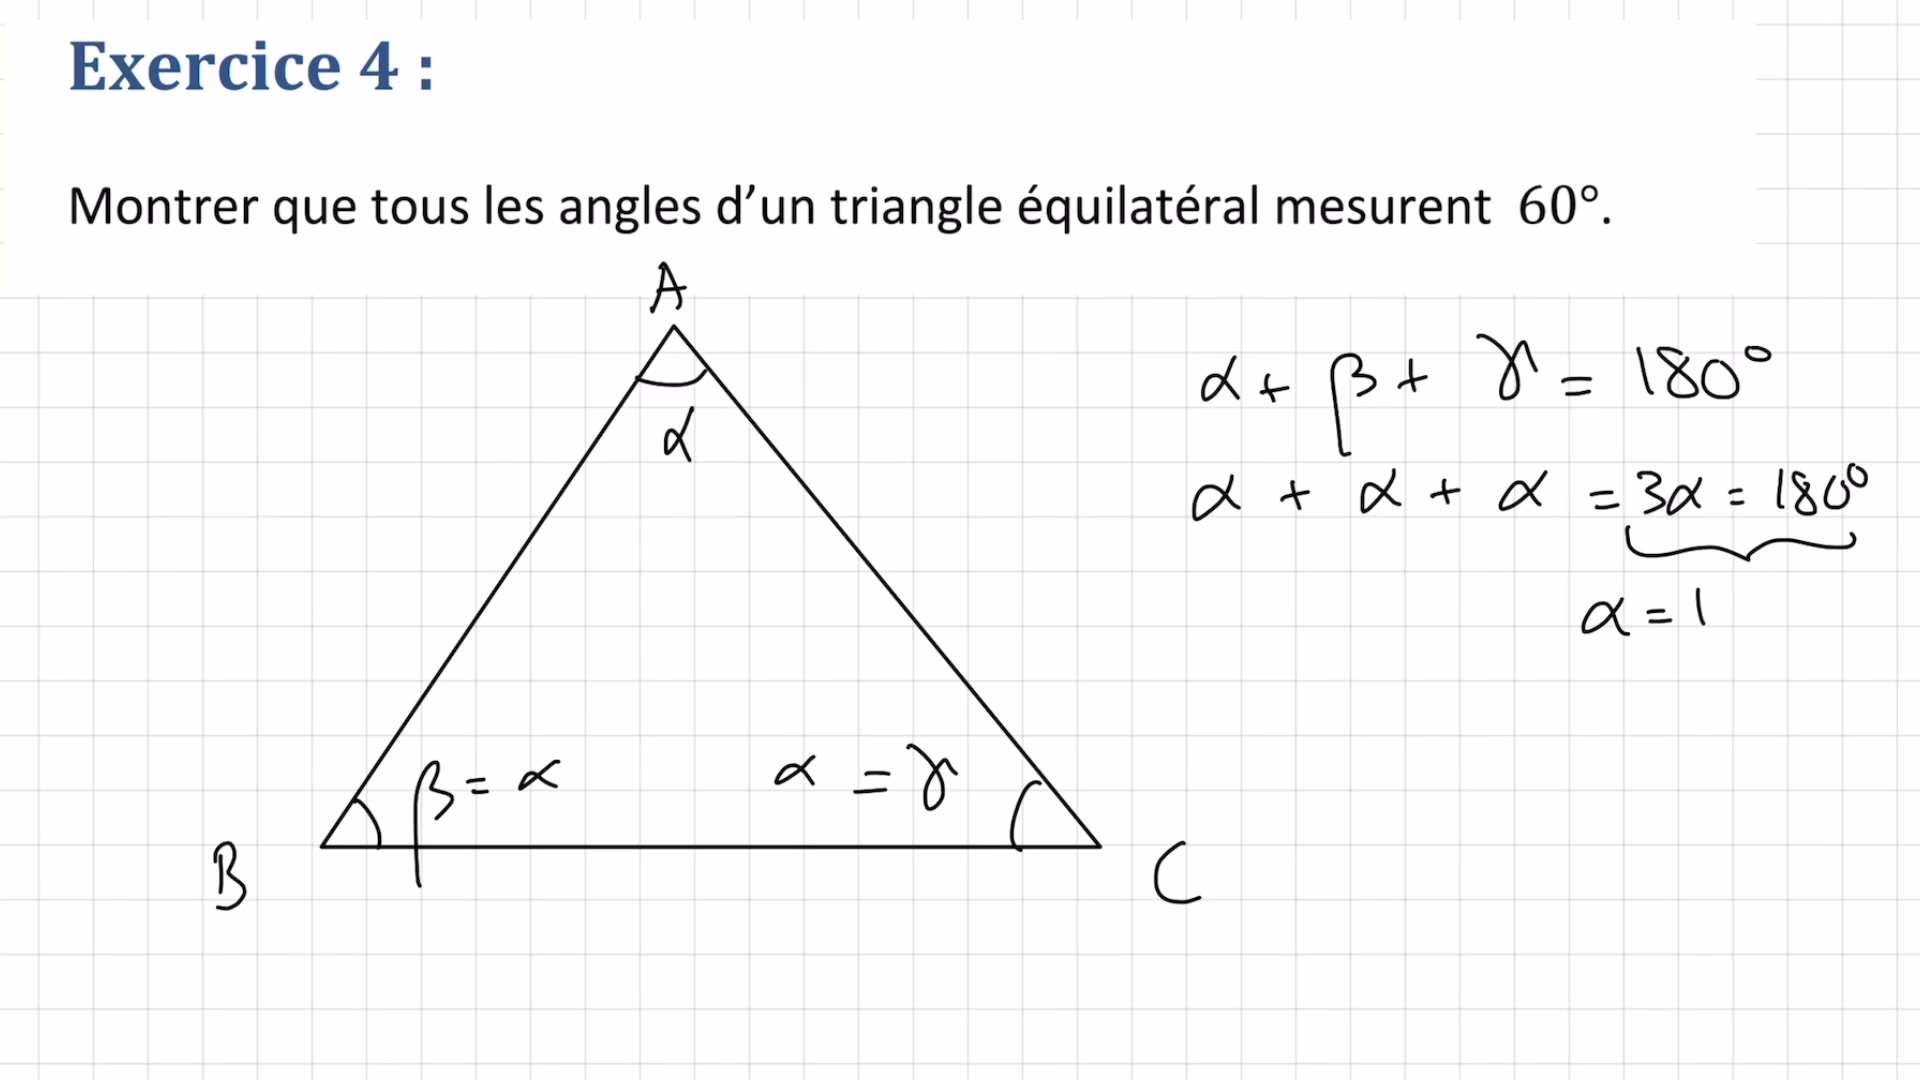 Exercice 4 :
Montrer que tous les angles d’un triangle équilatéral mesurent 60°.
A
α
α + β + γ = 180°
α + α + α = 3α = 180°
α = 1
β = α
α = γ
B
C